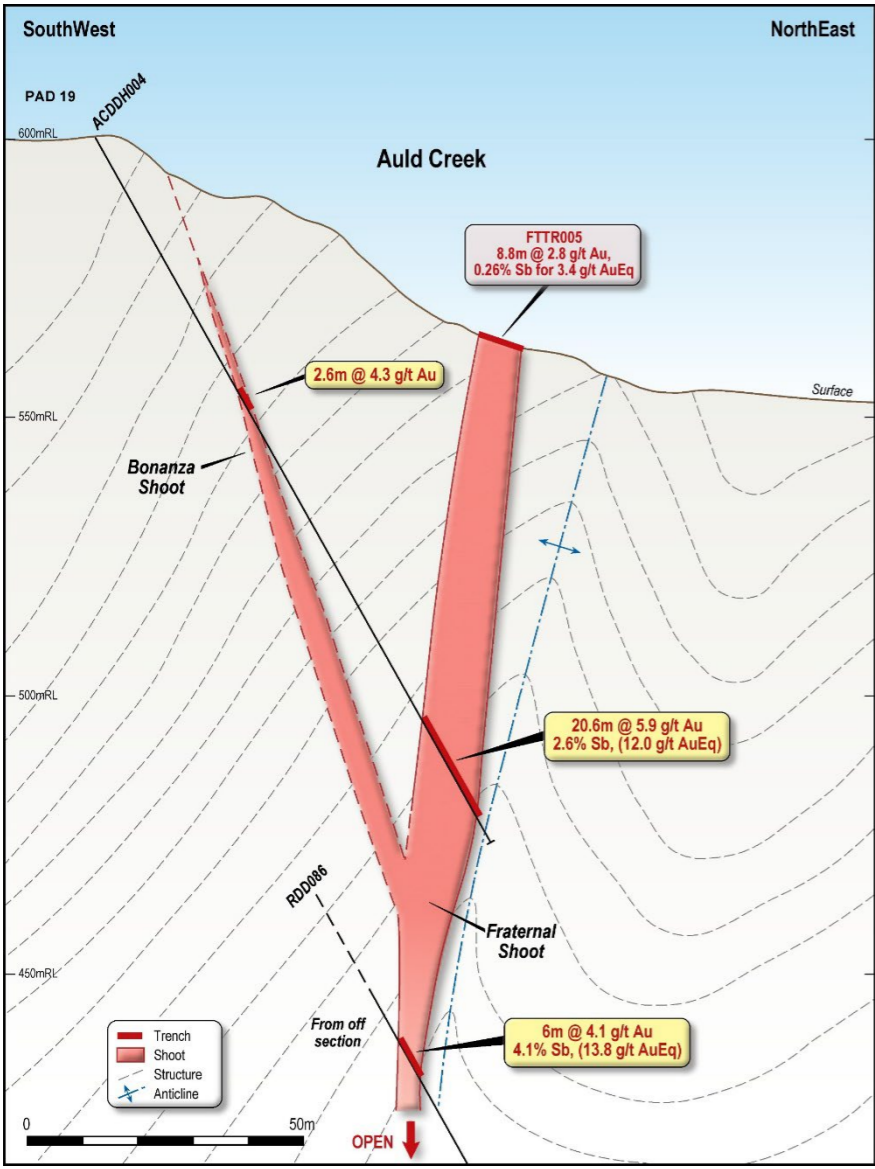 SouthWest
NorthEast
PAD 19
ACDDH004
600mRL
Auld Creek
FTTR005
8.8m @ 2.8 g/t Au,
0.26% Sb for 3.4 g/t AuEq
2.6m @ 4.3 g/t Au
Surface
550mRL
Bonanza
Shoot
500mRL
20.6m @ 5.9 g/t Au
2.6% Sb, (12.0 g/t AuEq)
RDD086
Fraternal
Shoot
450mRL
From off
section
6m @ 4.1 g/t Au
4.1% Sb, (13.8 g/t AuEq)
Trench
Shoot
Structure
Anticline
0
50m
OPEN